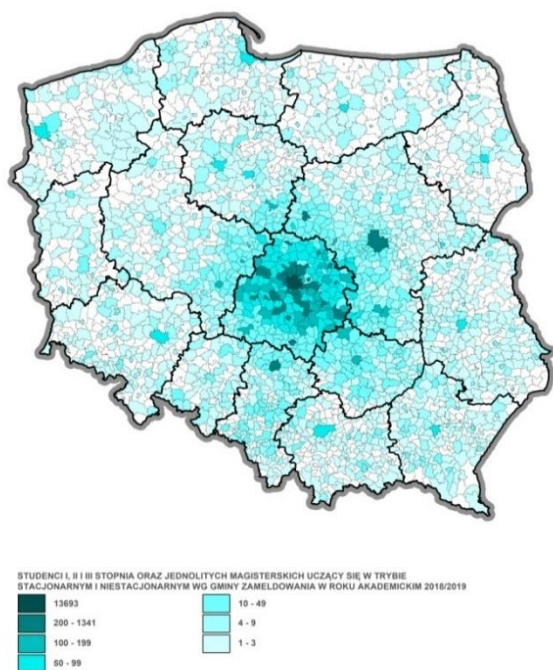 STUDENCI I, II I III STOPNIA ORAZ JEDNOLITYCH MAGISTERSKICH UCZĄCY SIĘ W TRYBIE
STACJONARNYM I NIESTACJONARNYM WG GMINY ZAMELDOWANIA W ROKU AKADEMICKIM 2018/2019
13693
200 - 1341
100 - 199
50 - 99
10 - 49
4 - 9
1 - 3